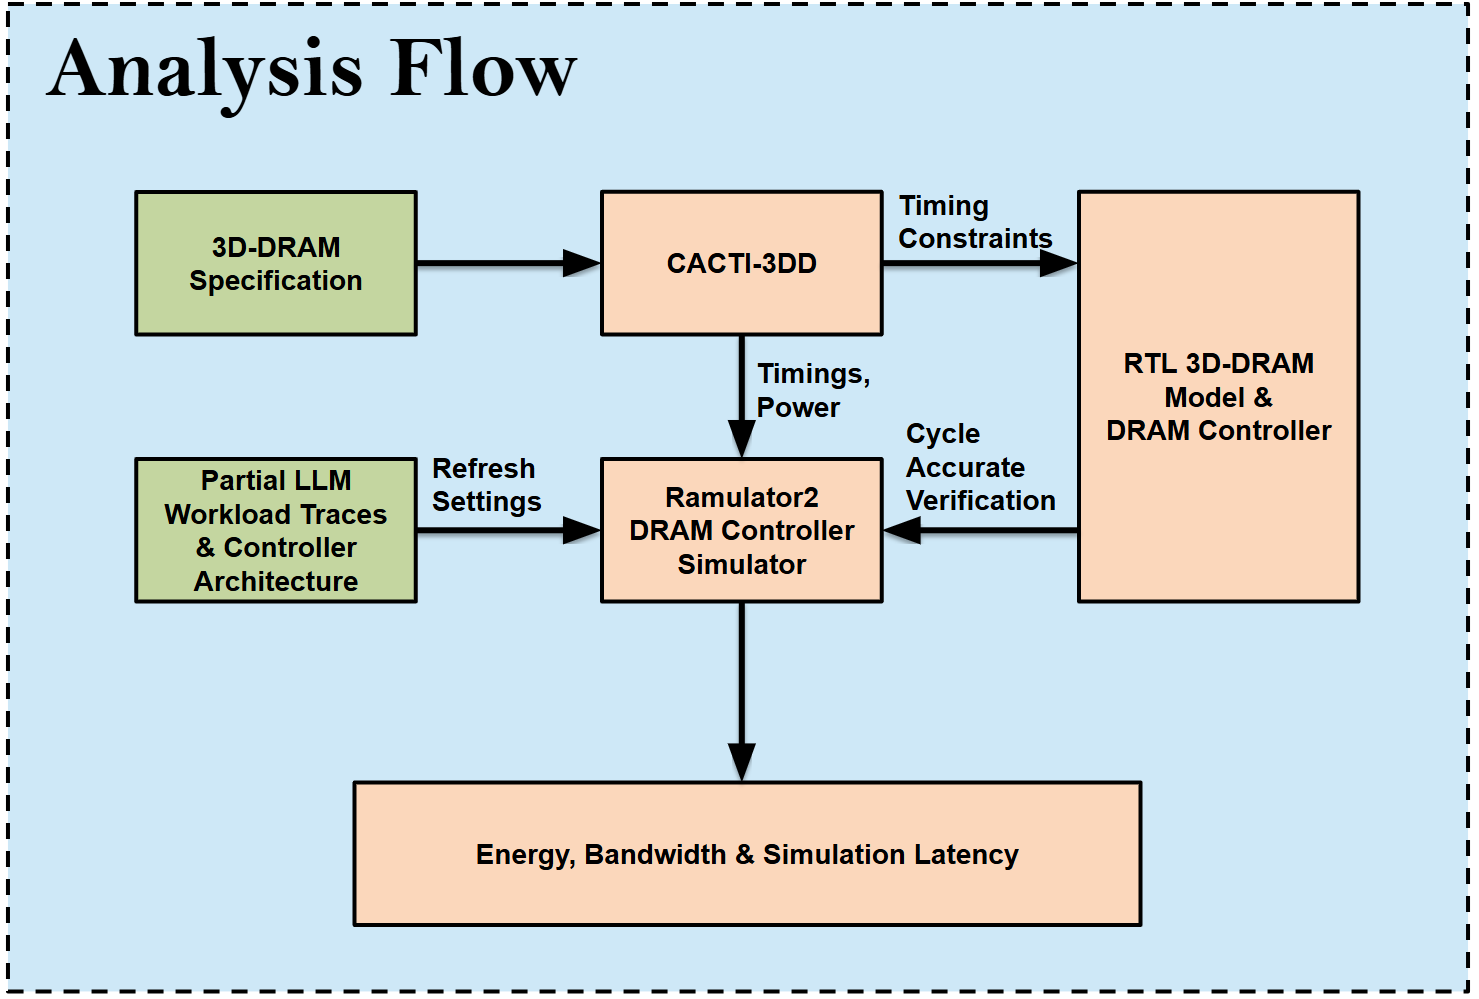 Analysis Flow
3D-DRAM
Specification
CACTI-3DD
Timing
Constraints
RTL 3D-DRAM
Model &
DRAM Controller
Timings,
Power
Partial LLM
Workload Traces
& Controller
Architecture
Refresh
Settings
Ramulator2
DRAM Controller
Simulator
Cycle
Accurate
Verification
Energy, Bandwidth & Simulation Latency